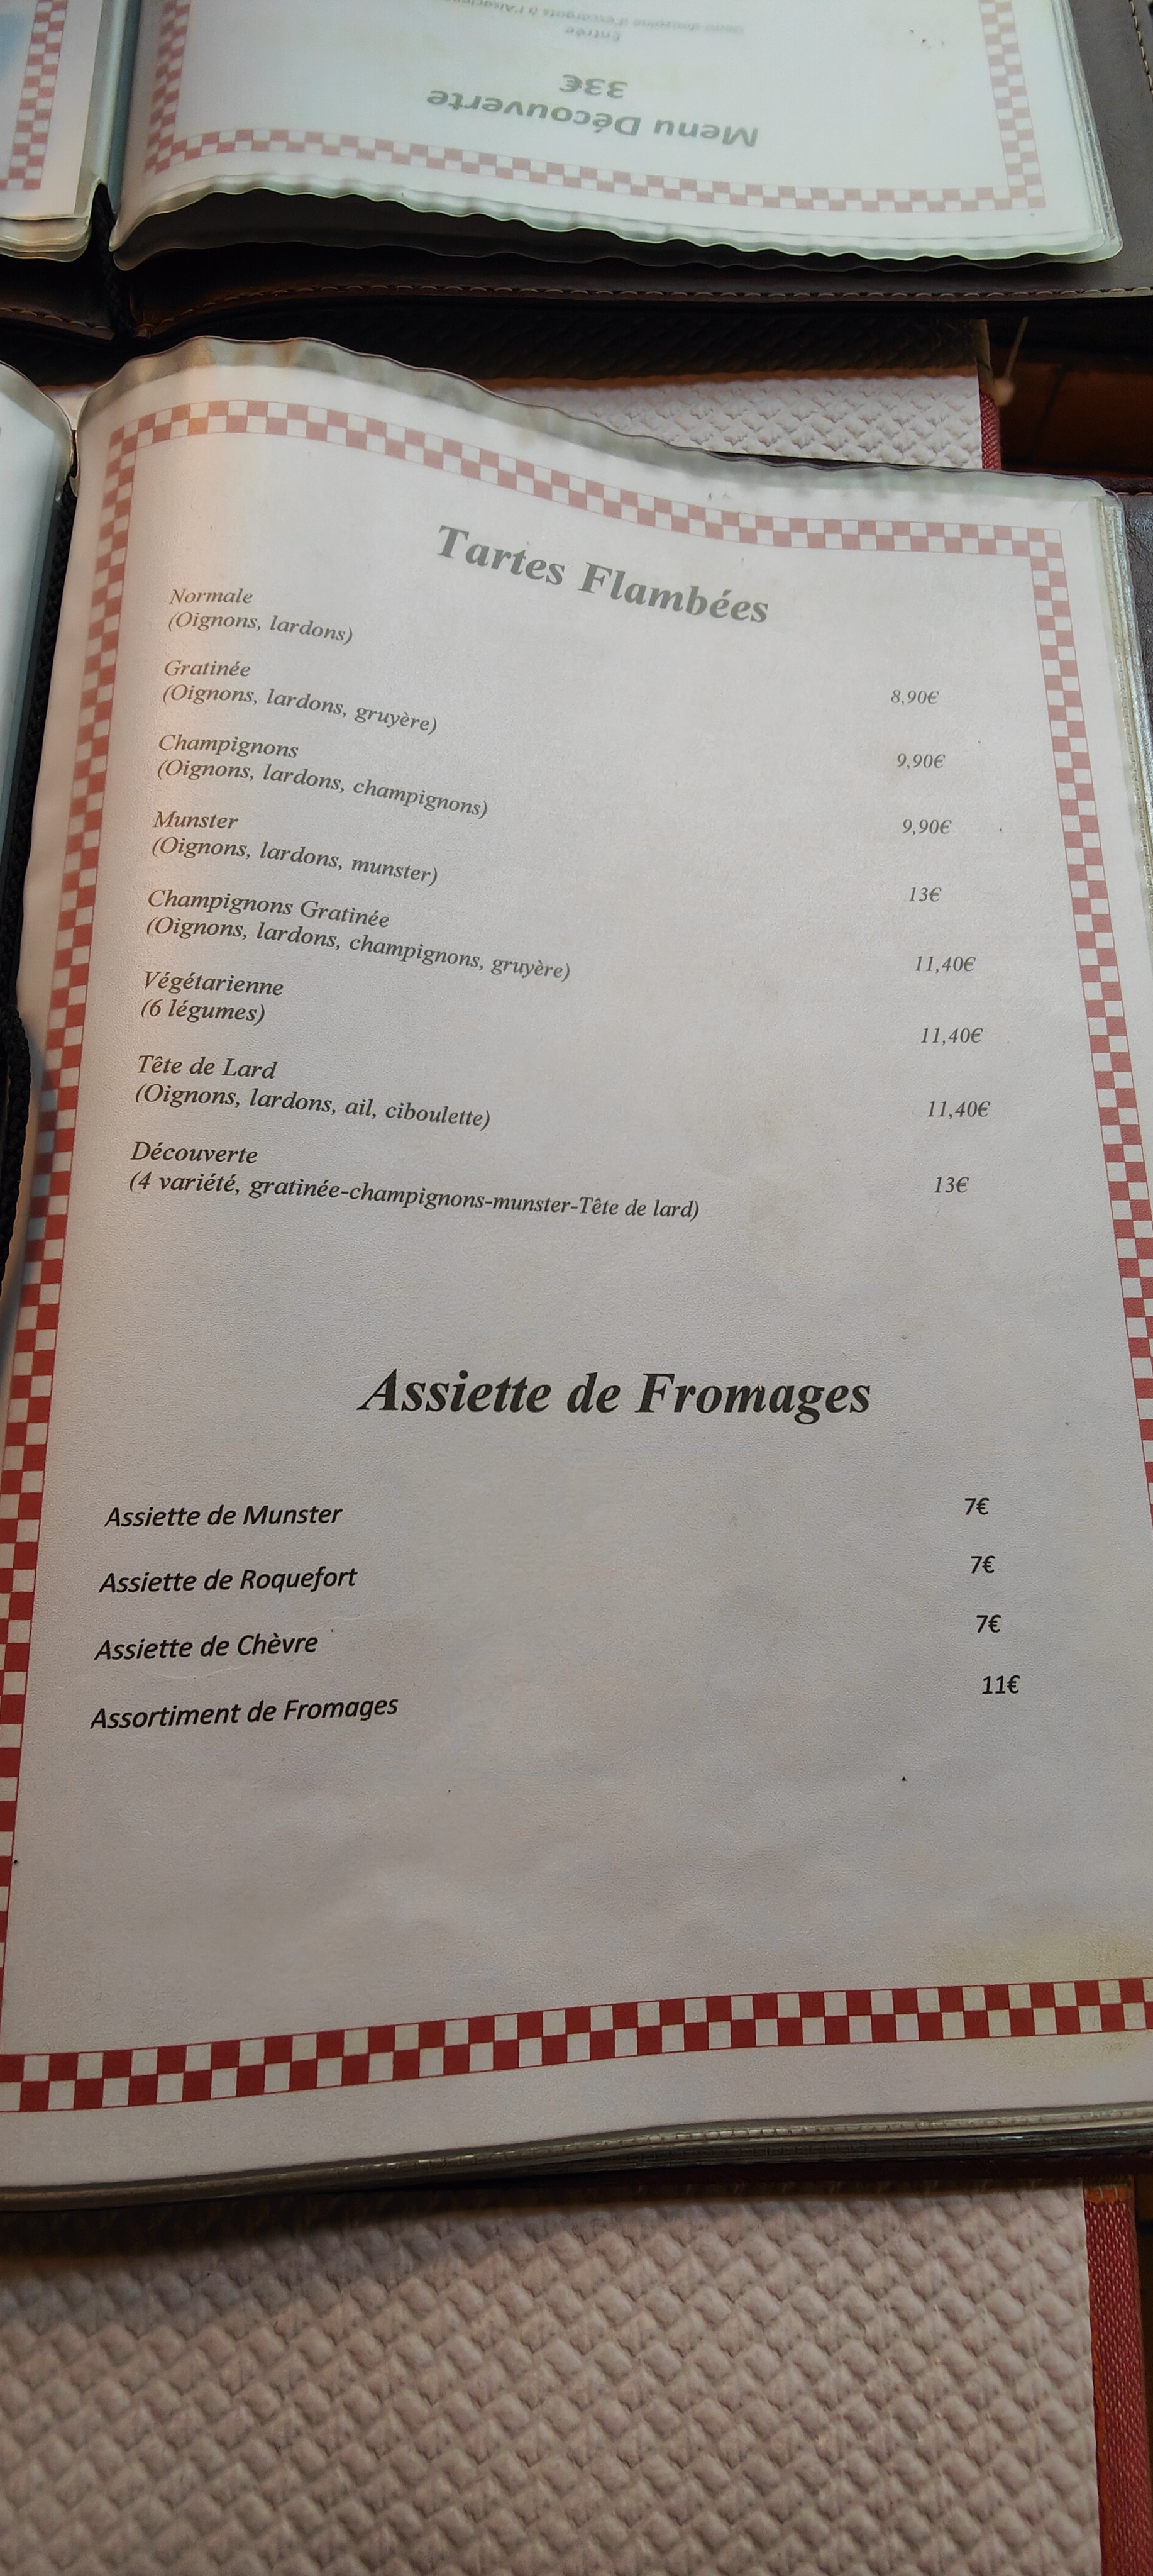 Entrée
33€
Menu Découverte
Tartes Flambées
Normale
(Oignons, lardons)
8,90€
Gratinée
(Oignons, lardons, gruyère)
9,90€
Champignons
(Oignons, lardons, champignons)
9,90€
Munster
(Oignons, lardons, munster)
13€
Champignons Gratinée
(Oignons, lardons, champignons, gruyère)
11,40€
Végétarienne
(6 légumes)
11,40€
Tête de Lard
(Oignons, lardons, ail, ciboulette)
11,40€
Découverte
(4 variété, gratinée-champignons-munster-Tête de lard)
13€
Assiette de Fromages
Assiette de Munster 7€
Assiette de Roquefort 7€
Assiette de Chèvre 7€
Assortiment de Fromages 11€